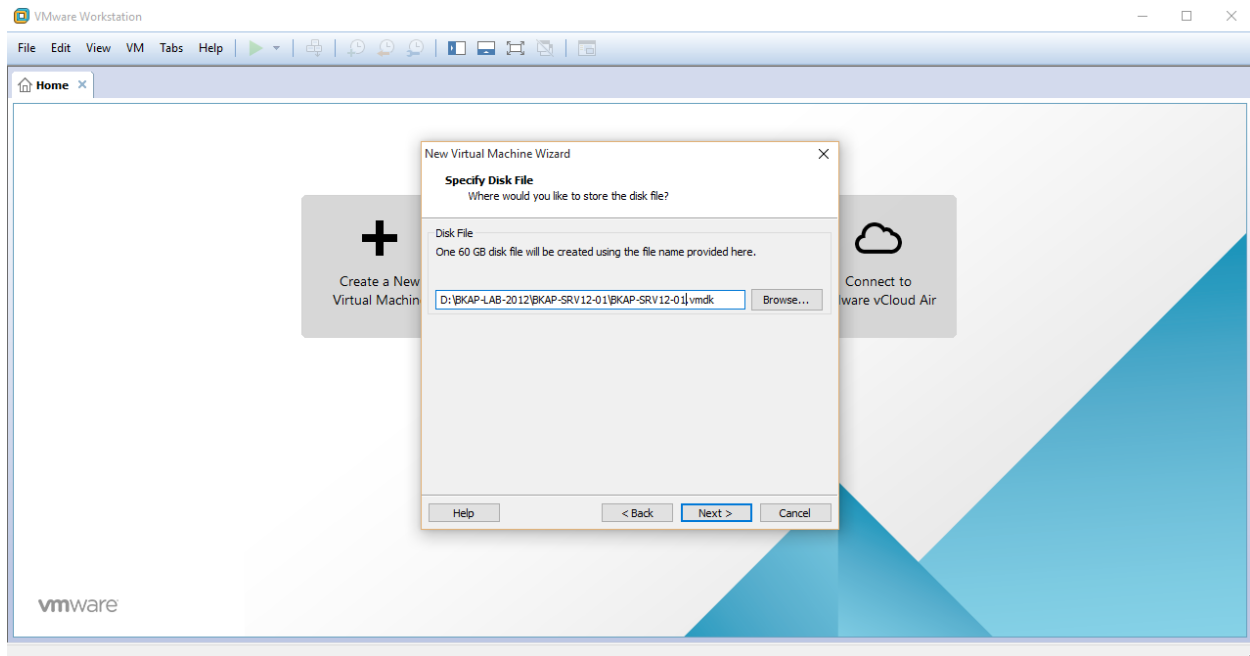 VMware Workstation
File Edit View VM Tabs Help
Home
New Virtual Machine Wizard
Specify Disk File
Where would you like to store the disk file?
Disk File
One 60 GB disk file will be created using the file name provided here.
D:\BKAP-LAB-2012\BKAP-SRV12-01\BKAP-SRV12-01.vmdk
Browse...
Create a New
Virtual Machin
Connect to
ware vCloud Air
Help
< Back
Next >
Cancel
vmware